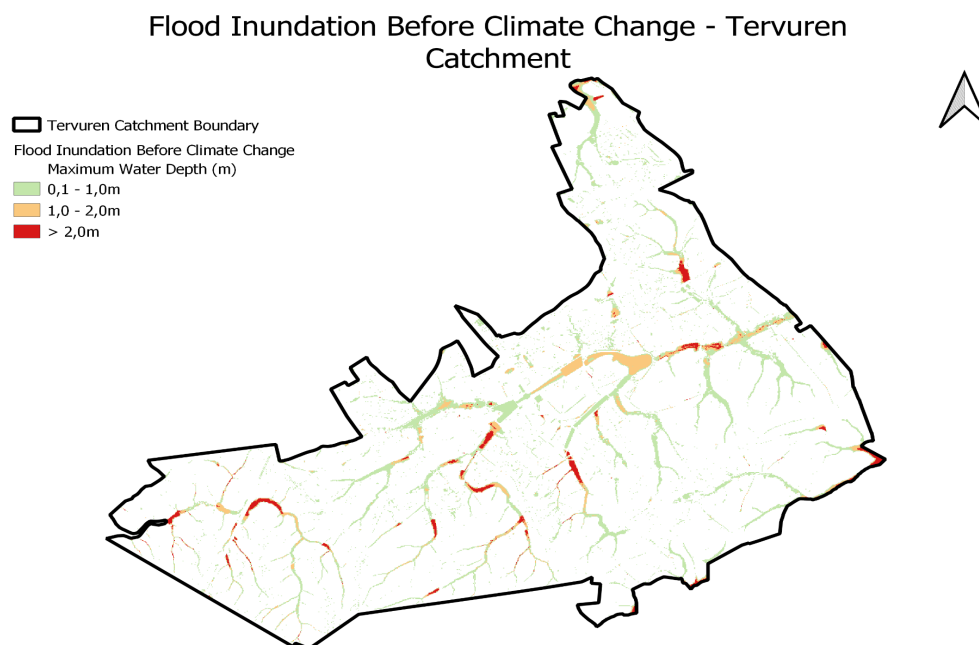 Flood Inundation Before Climate Change - Tervuren
Catchment
Tervuren Catchment Boundary
Flood Inundation Before Climate Change
Maximum Water Depth (m)
0,1 - 1,0m
1,0 - 2,0m
> 2,0m